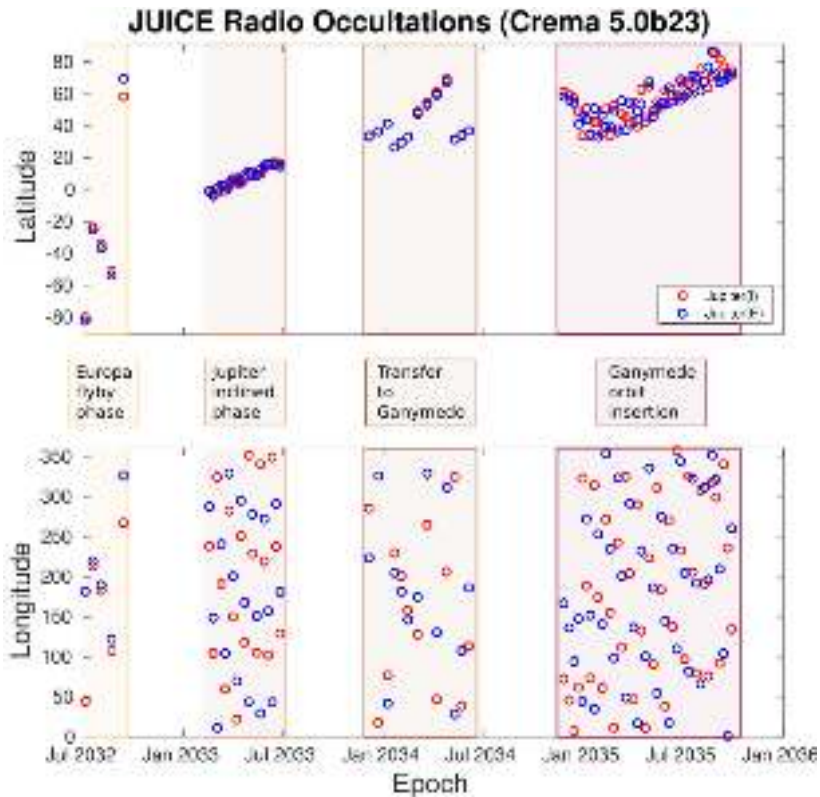 JUICE Radio Occultations (Crema 5.0b23)
Latitude
80
60
40
20
0
-20
-40
-60
-80
Jupiter(I)
Jupiter(E)
Europa
flyby
phase
Jupiter
inclined
phase
Transfer
to
Ganymede
Ganymede
orbit
insertion
Longitude
350
300
250
200
150
100
50
0
Jul 2032 Jan 2033 Jul 2033 Jan 2034 Jul 2034 Jan 2035 Jul 2035 Jan 2036
Epoch